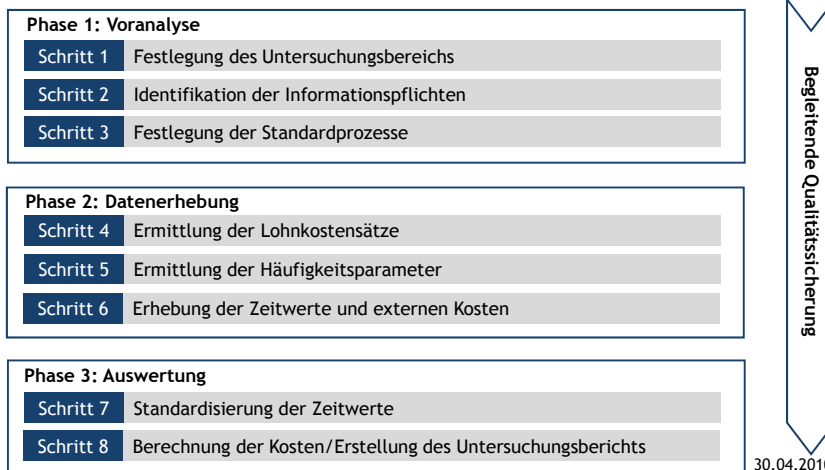 Phase 1: Voranalyse
Schritt 1 Festlegung des Untersuchungsbereichs
Schritt 2 Identifikation der Informationspflichten
Schritt 3 Festlegung der Standardprozesse
Phase 2: Datenerhebung
Schritt 4 Ermittlung der Lohnkostensätze
Schritt 5 Ermittlung der Häufigkeitsparameter
Schritt 6 Erhebung der Zeitwerte und externen Kosten
Phase 3: Auswertung
Schritt 7 Standardisierung der Zeitwerte
Schritt 8 Berechnung der Kosten/Erstellung des Untersuchungsberichts
Begleitende Qualitätssicherung
30.04.2010